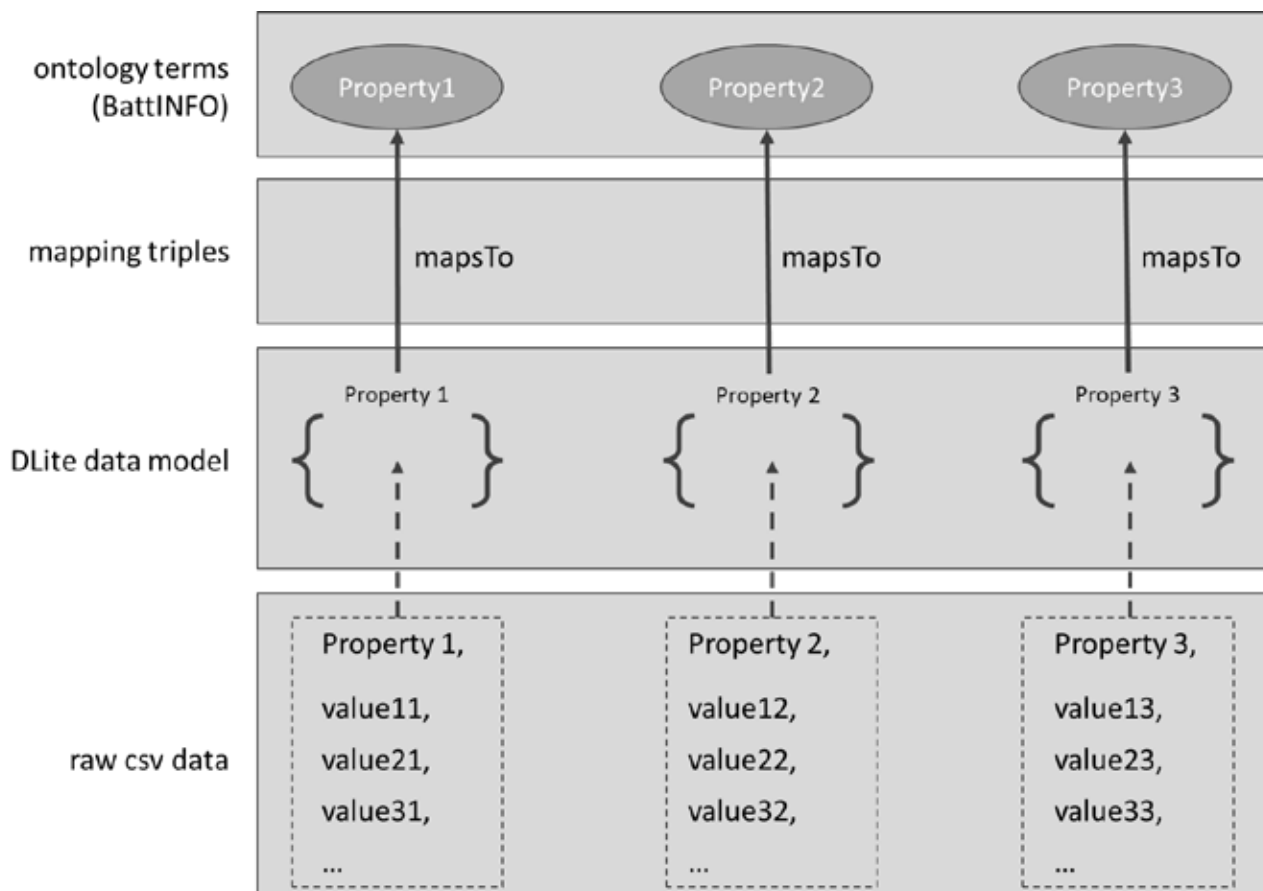 ontology terms
(BattINFO)
Property1
Property2
Property3
mapping triples
mapsTo
mapsTo
mapsTo
DLite data model
Property 1
{ }
Property 2
{ }
Property 3
{ }
raw csv data
Property 1,
value11,
value21,
value31,
...
Property 2,
value12,
value22,
value32,
...
Property 3,
value13,
value23,
value33,
...